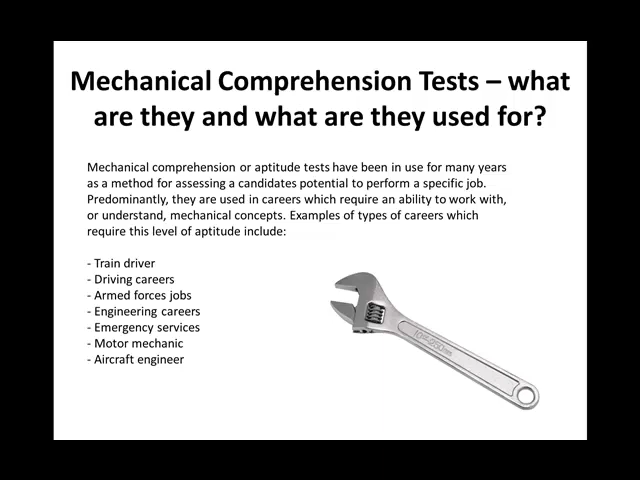 Mechanical Comprehension Tests – what
are they and what are they used for?
Mechanical comprehension or aptitude tests have been in use for many years
as a method for assessing a candidates potential to perform a specific job.
Predominantly, they are used in careers which require an ability to work with,
or understand, mechanical concepts. Examples of types of careers which
require this level of aptitude include:
- Train driver
- Driving careers
- Armed forces jobs
- Engineering careers
- Emergency services
- Motor mechanic
- Aircraft engineer